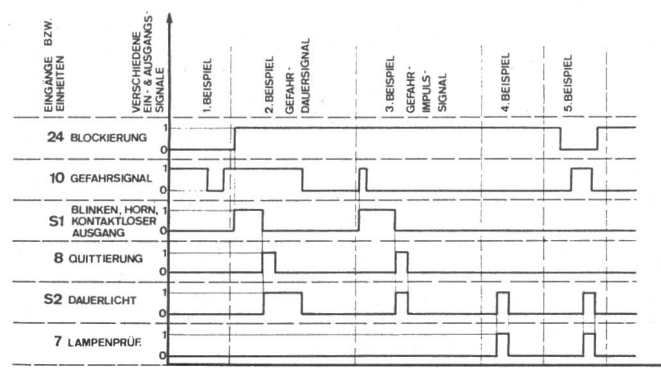 EINGÄNGE BZW.
EINHEITEN
VERSCHIEDENE
EIN- & AUSGANGS-
SIGNALE
1. BEISPIEL
2. BEISPIEL
GEFAHR-
DAUERSIGNAL
3. BEISPIEL
GEFAHR-
IMPULS-
SIGNAL
4. BEISPIEL
5. BEISPIEL
24 BLOCKIERUNG
1
0
10 GEFAHRSIGNAL
1
0
S1 BLINKEN, HORN,
KONTAKTLOSER
AUSGANG
1
0
8 QUITTIERUNG
1
0
S2 DAUERLICHT
1
0
7 LAMPENPRÜF.
1
0